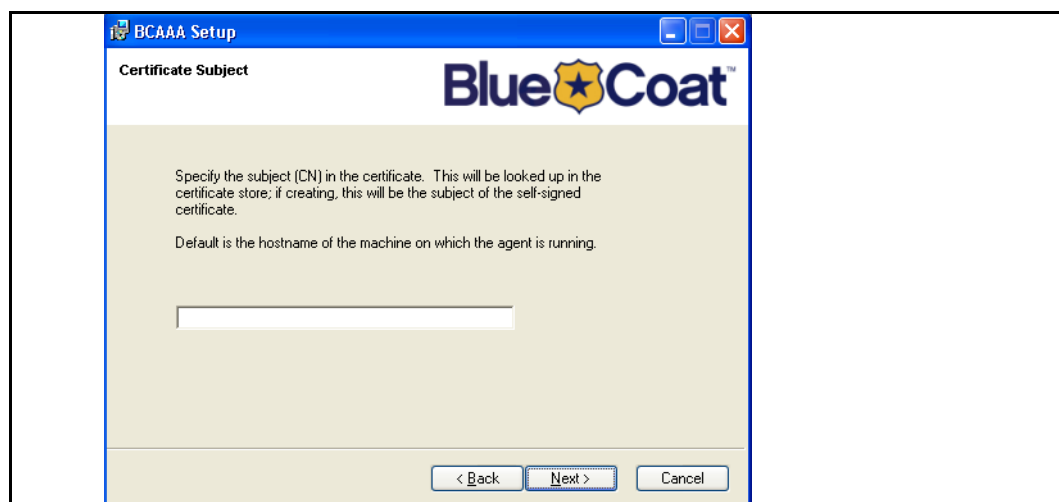 BCAAA Setup
Certificate Subject
Blue Coat™
Specify the subject (CN) in the certificate. This will be looked up in the
certificate store; if creating, this will be the subject of the self-signed
certificate.
Default is the hostname of the machine on which the agent is running.
< Back Next > Cancel